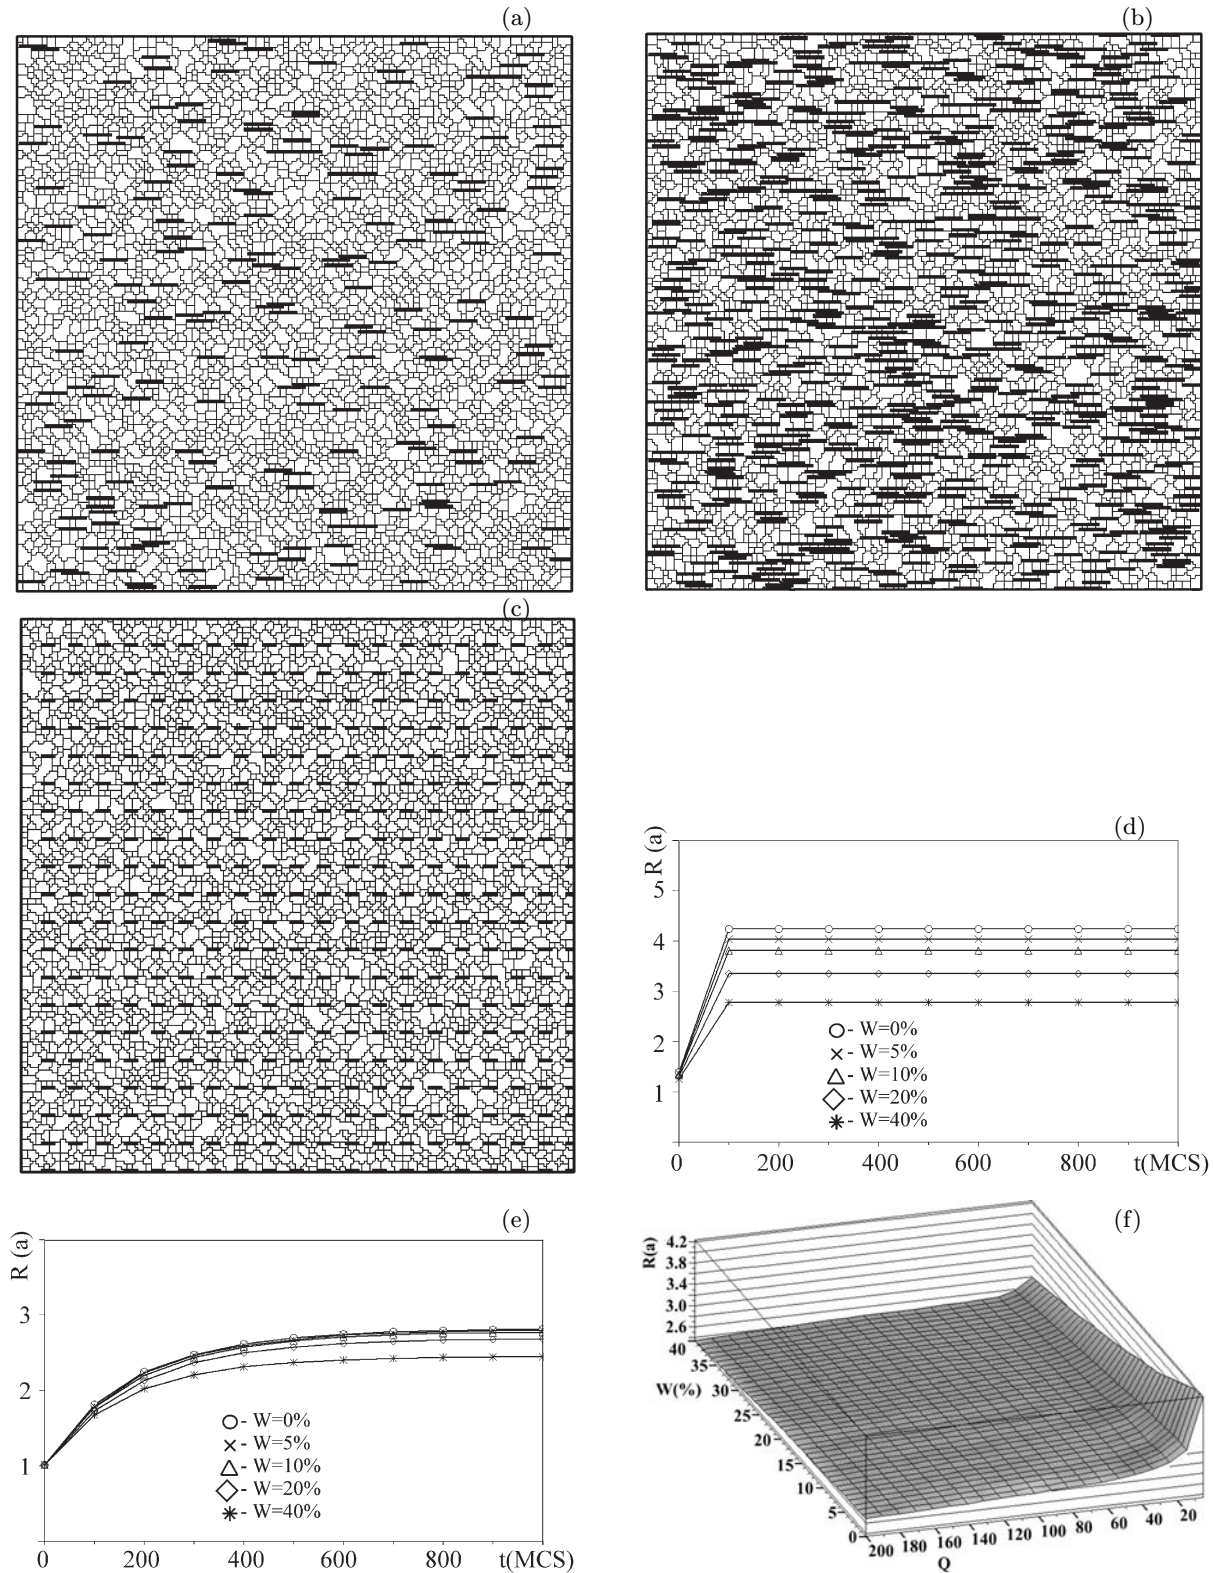 (a)
(b)
(c)
(d)
R (a)
5
4
3
2
1
○- W=0%
×- W=5%
△- W=10%
◇- W=20%
∗- W=40%
0 200 400 600 800 t(MCS)
(e)
R (a)
3
2
1
○- W=0%
×- W=5%
△- W=10%
◇- W=20%
∗- W=40%
0 200 400 600 800 t(MCS)
(f)
R(a)
4.2
3.8
3.4
3.0
2.6
40
35
W(%) 30
25
20
15
10
5
0
200 180 160 140 120 100 80 60 40 20
Q